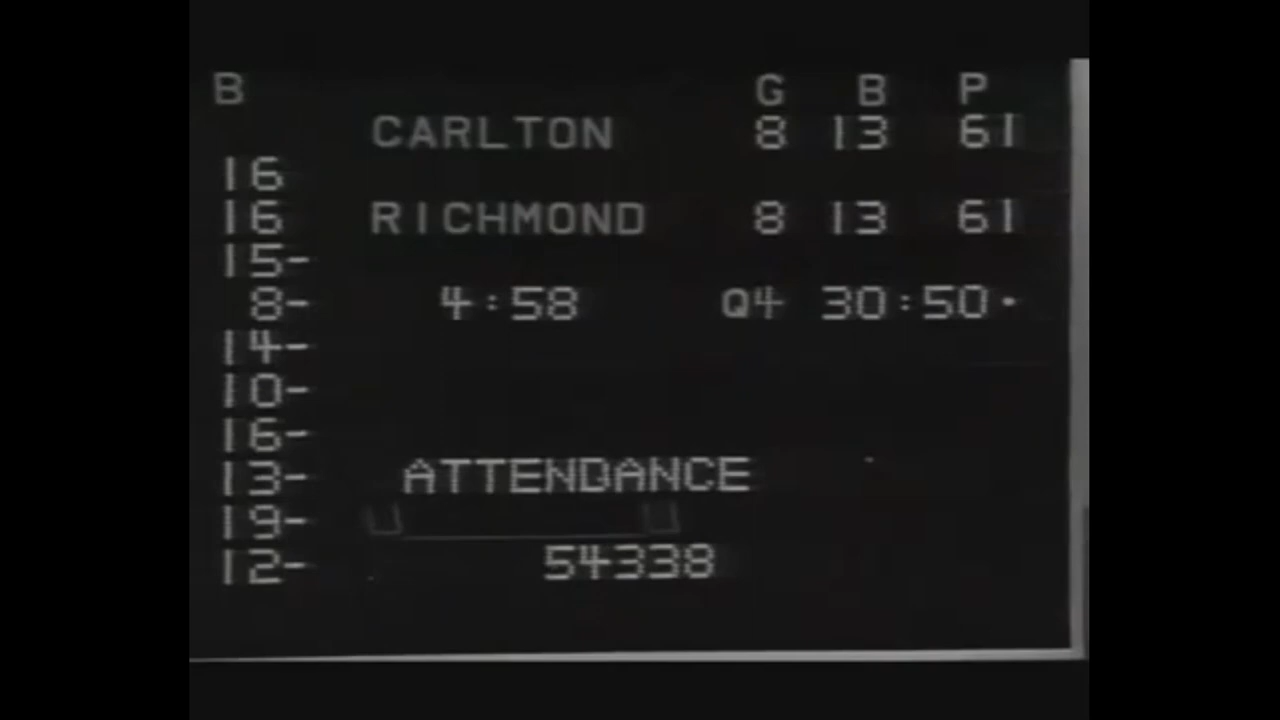 B G B P
CARLTON 8 13 61
16
16 RICHMOND 8 13 61
15-
8- 4:58 Q4 30:50
14-
10-
16-
13- ATTENDANCE
19-
12- 54338